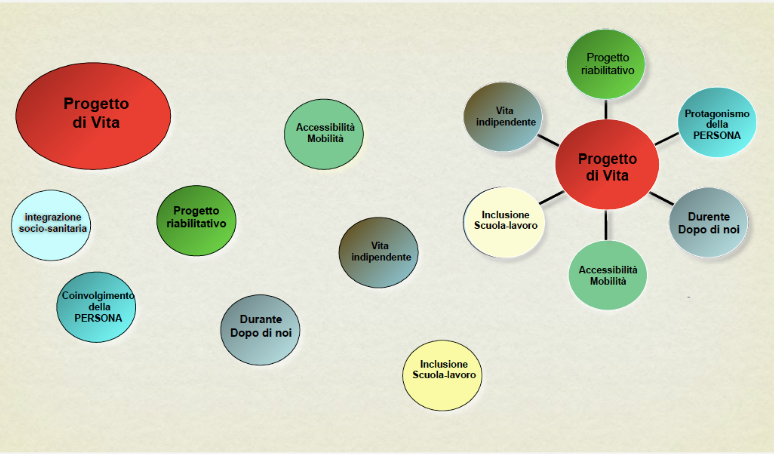 Progetto
di Vita
Accessibilità
Mobilità
integrazione
socio-sanitaria
Progetto
riabilitativo
Vita
indipendente
Coinvolgimento
della
PERSONA
Durante
Dopo di noi
Inclusione
Scuola-lavoro
Progetto
riabilitativo
Vita
indipendente
Protagonismo
della
PERSONA
Progetto
di Vita
Inclusione
Scuola-lavoro
Durante
Dopo di noi
Accessibilità
Mobilità